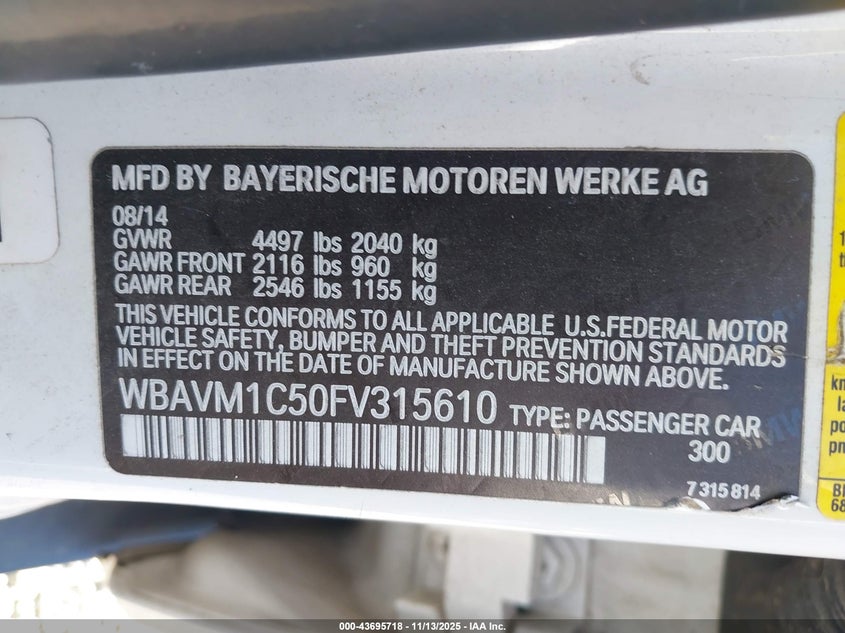 MFD BY BAYERISCHE MOTOREN WERKE AG
08/14
GVWR 4497 lbs 2040 kg
GAWR FRONT 2116 lbs 960 kg
GAWR REAR 2546 lbs 1155 kg
THIS VEHICLE CONFORMS TO ALL APPLICABLE U.S.FEDERAL MOTOR
VEHICLE SAFETY, BUMPER AND THEFT PREVENTION STANDARDS
IN EFFECT ON THE DATE OF MANUFACTURE SHOWN ABOVE.
WBAVM1C50FV315610 TYPE: PASSENGER CAR
300
7 315 814
000-43695718 - 11/13/2025 - IAA Inc.